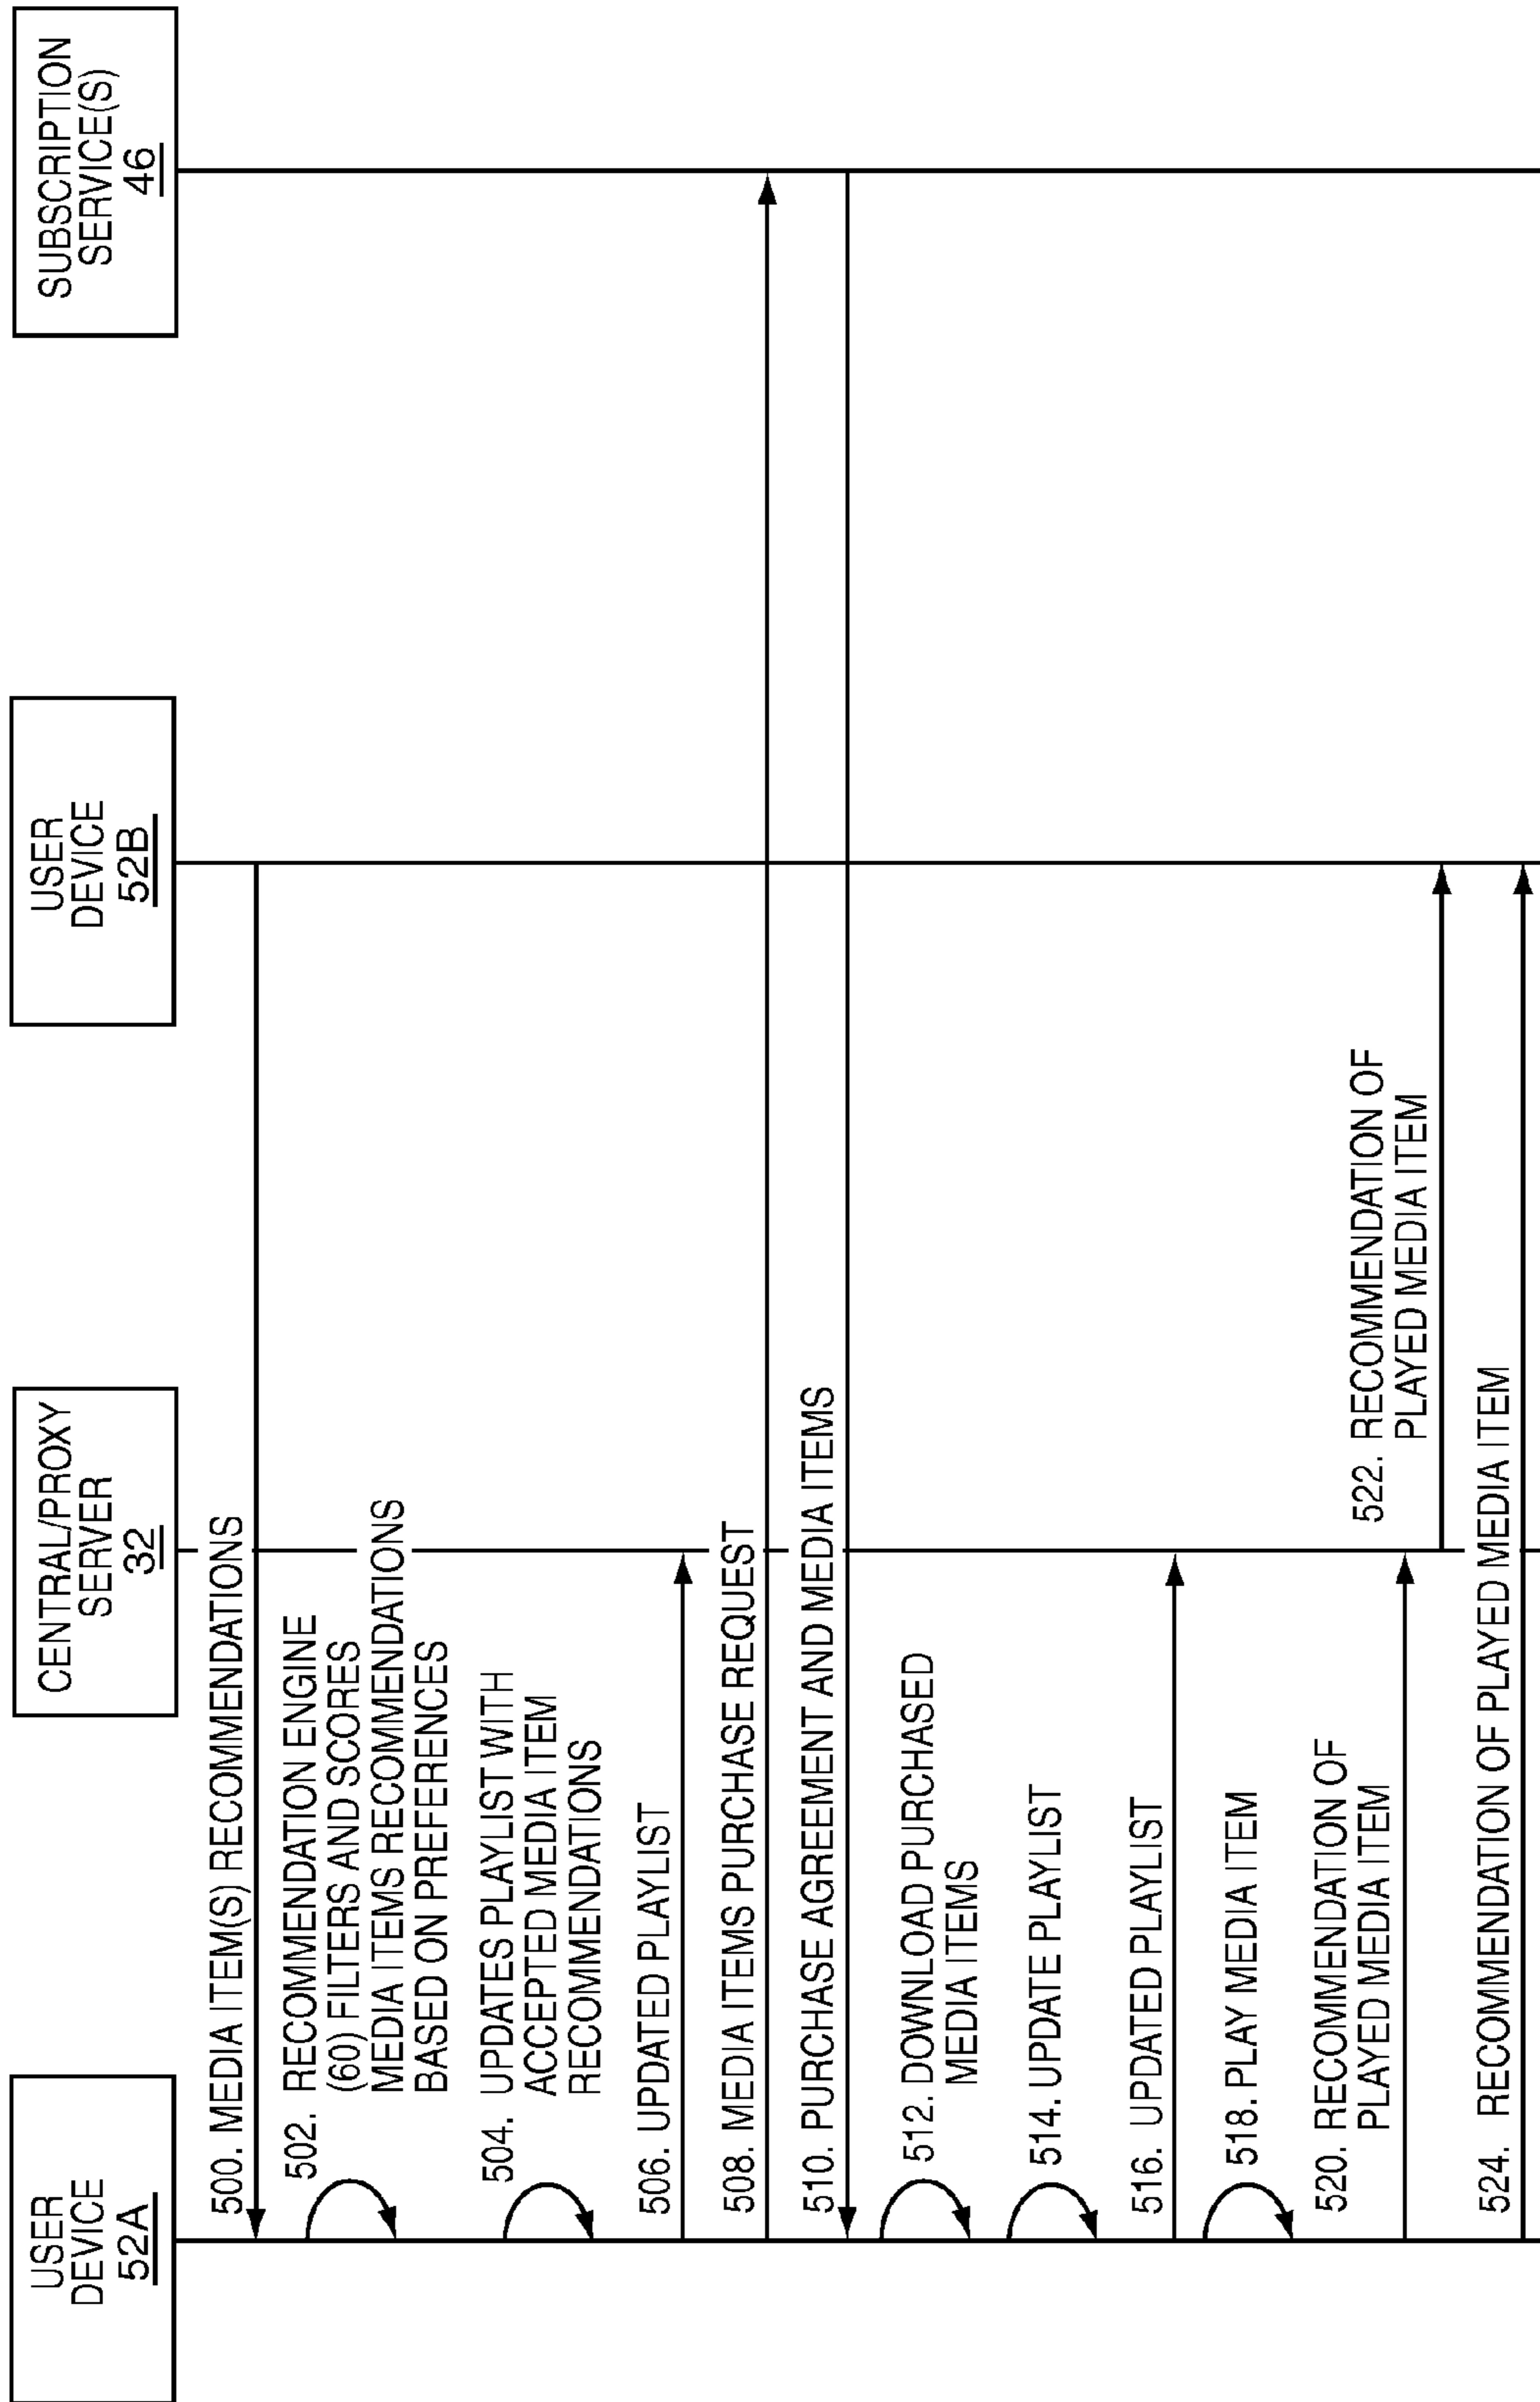 USER
DEVICE
52A
CENTRAL/PROXY
SERVER
32
USER
DEVICE
52B
SUBSCRIPTION
SERVICE(S)
46
500. MEDIA ITEM(S) RECOMMENDATIONS
502. RECOMMENDATION ENGINE
(60) FILTERS AND SCORES
MEDIA ITEMS RECOMMENDATIONS
BASED ON PREFERENCES
504. UPDATES PLAYLIST WITH
ACCEPTED MEDIA ITEM
RECOMMENDATIONS
506. UPDATED PLAYLIST
508. MEDIA ITEMS PURCHASE REQUEST
510. PURCHASE AGREEMENT AND MEDIA ITEMS
512. DOWNLOAD PURCHASED
MEDIA ITEMS
514. UPDATE PLAYLIST
516. UPDATED PLAYLIST
518. PLAY MEDIA ITEM
520. RECOMMENDATION OF
PLAYED MEDIA ITEM
522. RECOMMENDATION OF
PLAYED MEDIA ITEM
524. RECOMMENDATION OF PLAYED MEDIA ITEM